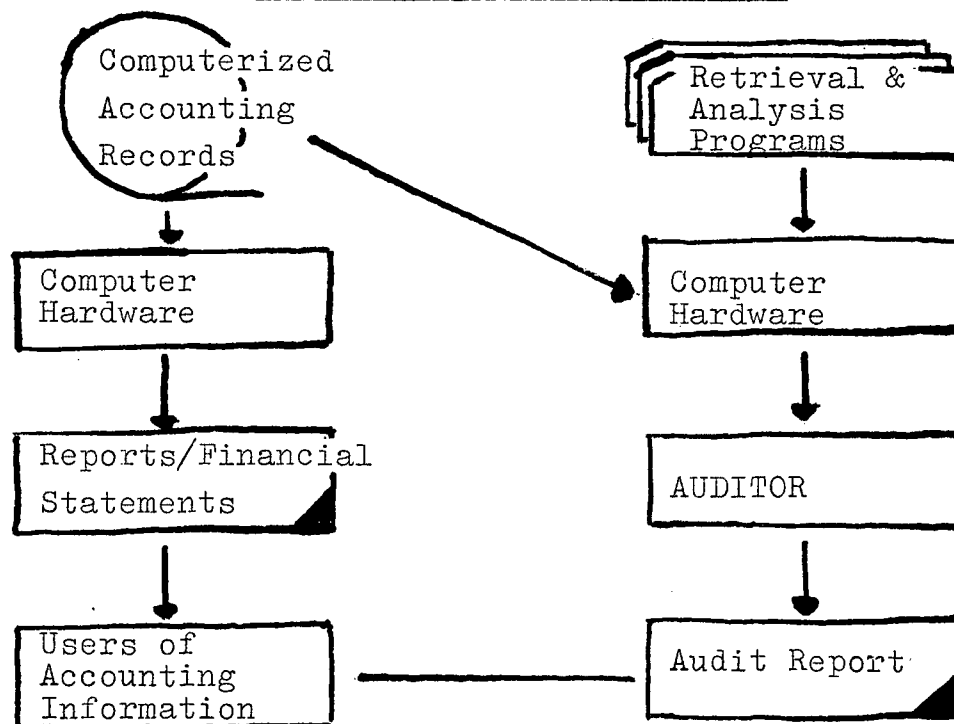 Computerized
Accounting
Records
Retrieval &
Analysis
Programs
Computer
Hardware
Computer
Hardware
Reports/Financial
Statements
AUDITOR
Users of
Accounting
Information
Audit Report